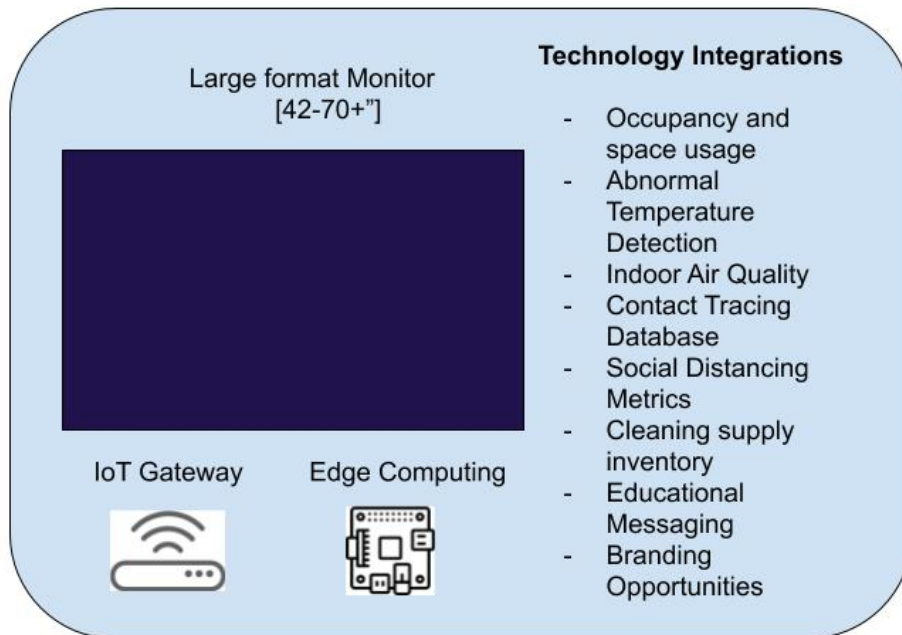 Large format Monitor
[42-70+”]
IoT Gateway
Edge Computing
Technology Integrations
- Occupancy and
space usage
- Abnormal
Temperature
Detection
- Indoor Air Quality
- Contact Tracing
Database
- Social Distancing
Metrics
- Cleaning supply
inventory
- Educational
Messaging
- Branding
Opportunities